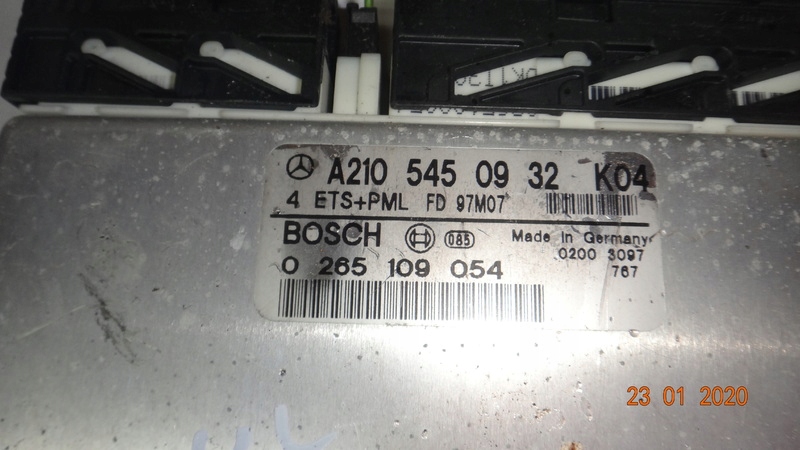 A210 545 09 32 K04
4 ETS+PML FD 97M07
BOSCH 085 Made in Germany
0200 3097
0 265 109 054 767
23 01 2020